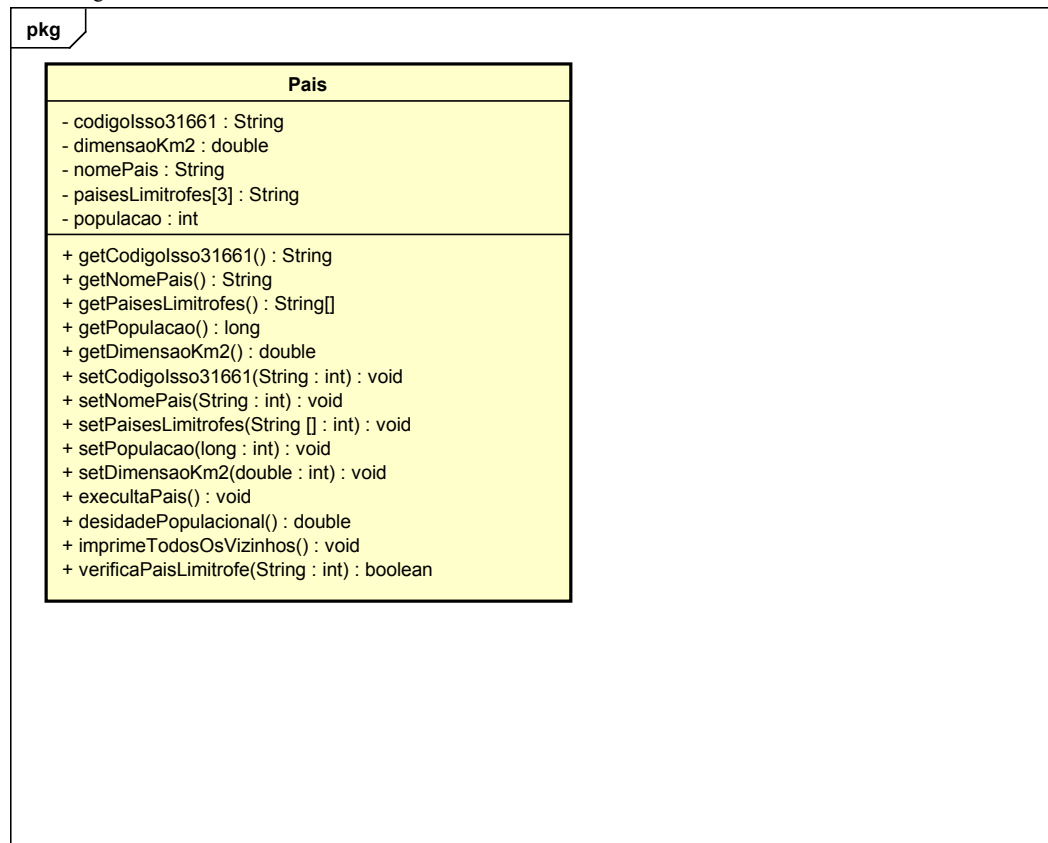 pkg
Pais
- codigoIsso31661 : String
- dimensaoKm2 : double
- nomePais : String
- paisesLimitrofes[3] : String
- populacao : int
+ getCodigoIsso31661() : String
+ getNomePais() : String
+ getPaisesLimitrofes() : String[]
+ getPopulacao() : long
+ getDimensaoKm2() : double
+ setCodigoIsso31661(String : int) : void
+ setNomePais(String : int) : void
+ setPaisesLimitrofes(String [] : int) : void
+ setPopulacao(long : int) : void
+ setDimensaoKm2(double : int) : void
+ execultaPais() : void
+ desidadePopulacional() : double
+ imprimeTodosOsVizinhos() : void
+ verificaPaisLimitrofe(String : int) : boolean